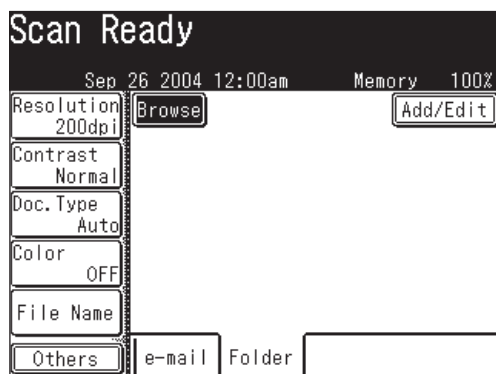 Scan Ready
Sep 26 2004 12:00am Memory 100%
Resolution
200dpi
Browse
Add/Edit
Contrast
Normal
Doc.Type
Auto
Color
OFF
File Name
Others
e-mail
Folder